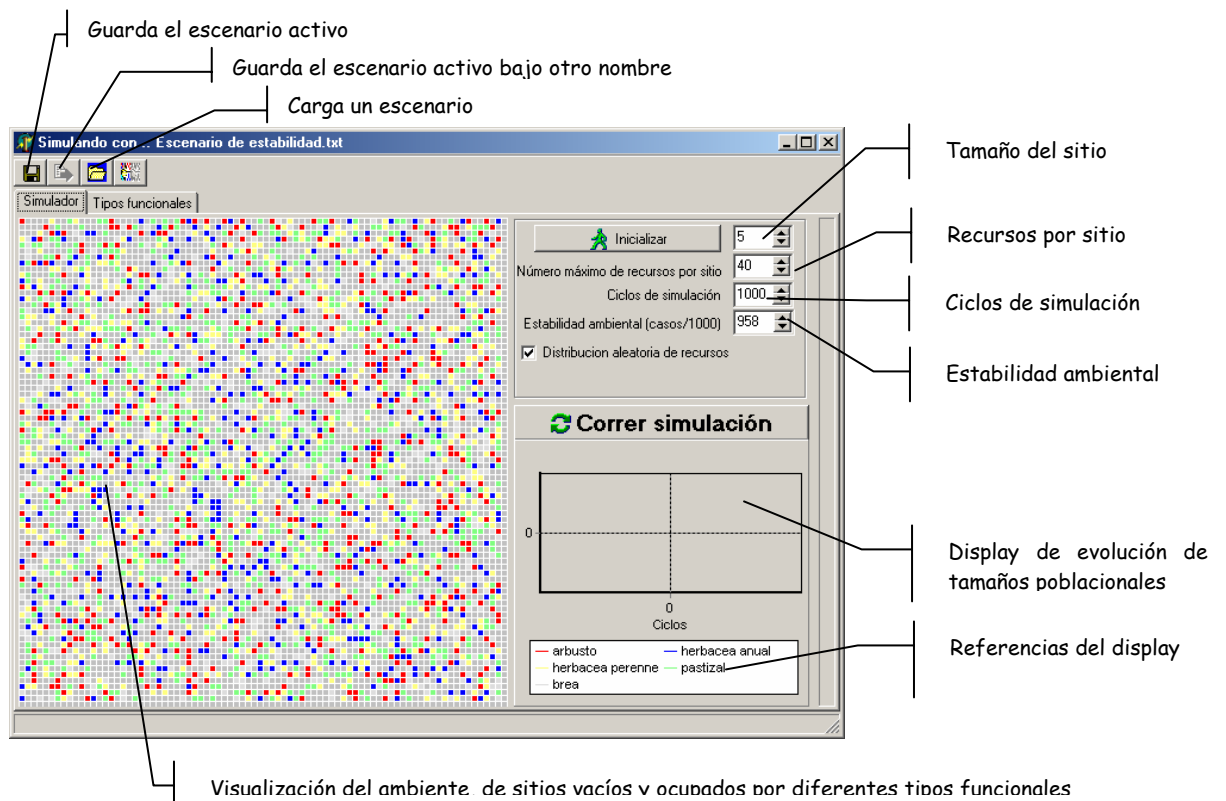 Guarda el escenario activo
Guarda el escenario activo bajo otro nombre
Carga un escenario
Simulando con .. Escenario de estabilidad.txt
Simulador
Tipos funcionales
Inicializar
5
Número máximo de recursos por sitio
40
Ciclos de simulación
1000
Estabilidad ambiental (casos/1000)
958
Distribucion aleatoria de recursos
Correr simulación
0
0
Ciclos
arbusto
herbacea anual
herbacea perenne
pastizal
brea
Tamaño del sitio
Recursos por sitio
Ciclos de simulación
Estabilidad ambiental
Display de evolución de
tamaños poblacionales
Referencias del display
Visualización del ambiente de sitios vacíos y ocupados por diferentes tipos funcionales